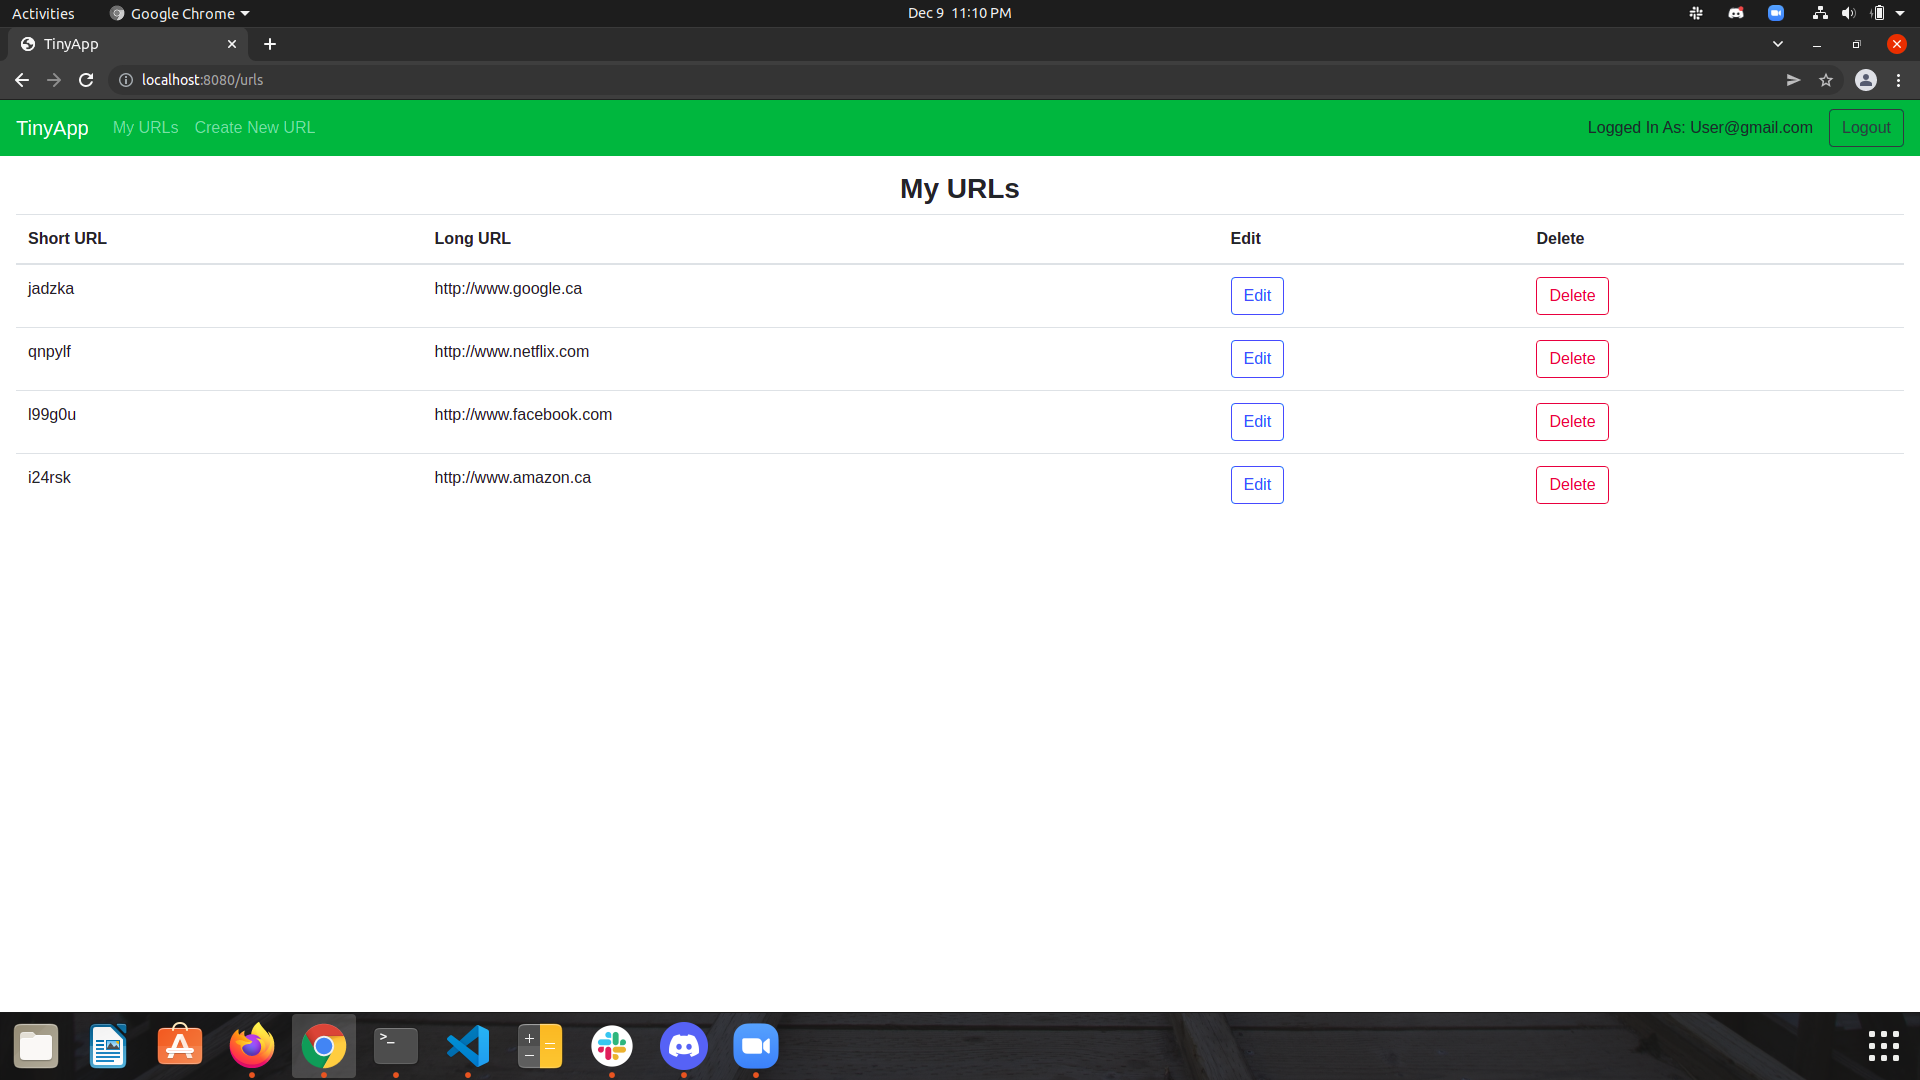 Activities Google Chrome Dec 9 11:10 PM
TinyApp
localhost:8080/urls
TinyApp My URLs Create New URL Logged In As: User@gmail.com Logout
My URLs
Short URL Long URL Edit Delete
jadzka http://www.google.ca Edit Delete
qnpylf http://www.netflix.com Edit Delete
l99g0u http://www.facebook.com Edit Delete
i24rsk http://www.amazon.ca Edit Delete